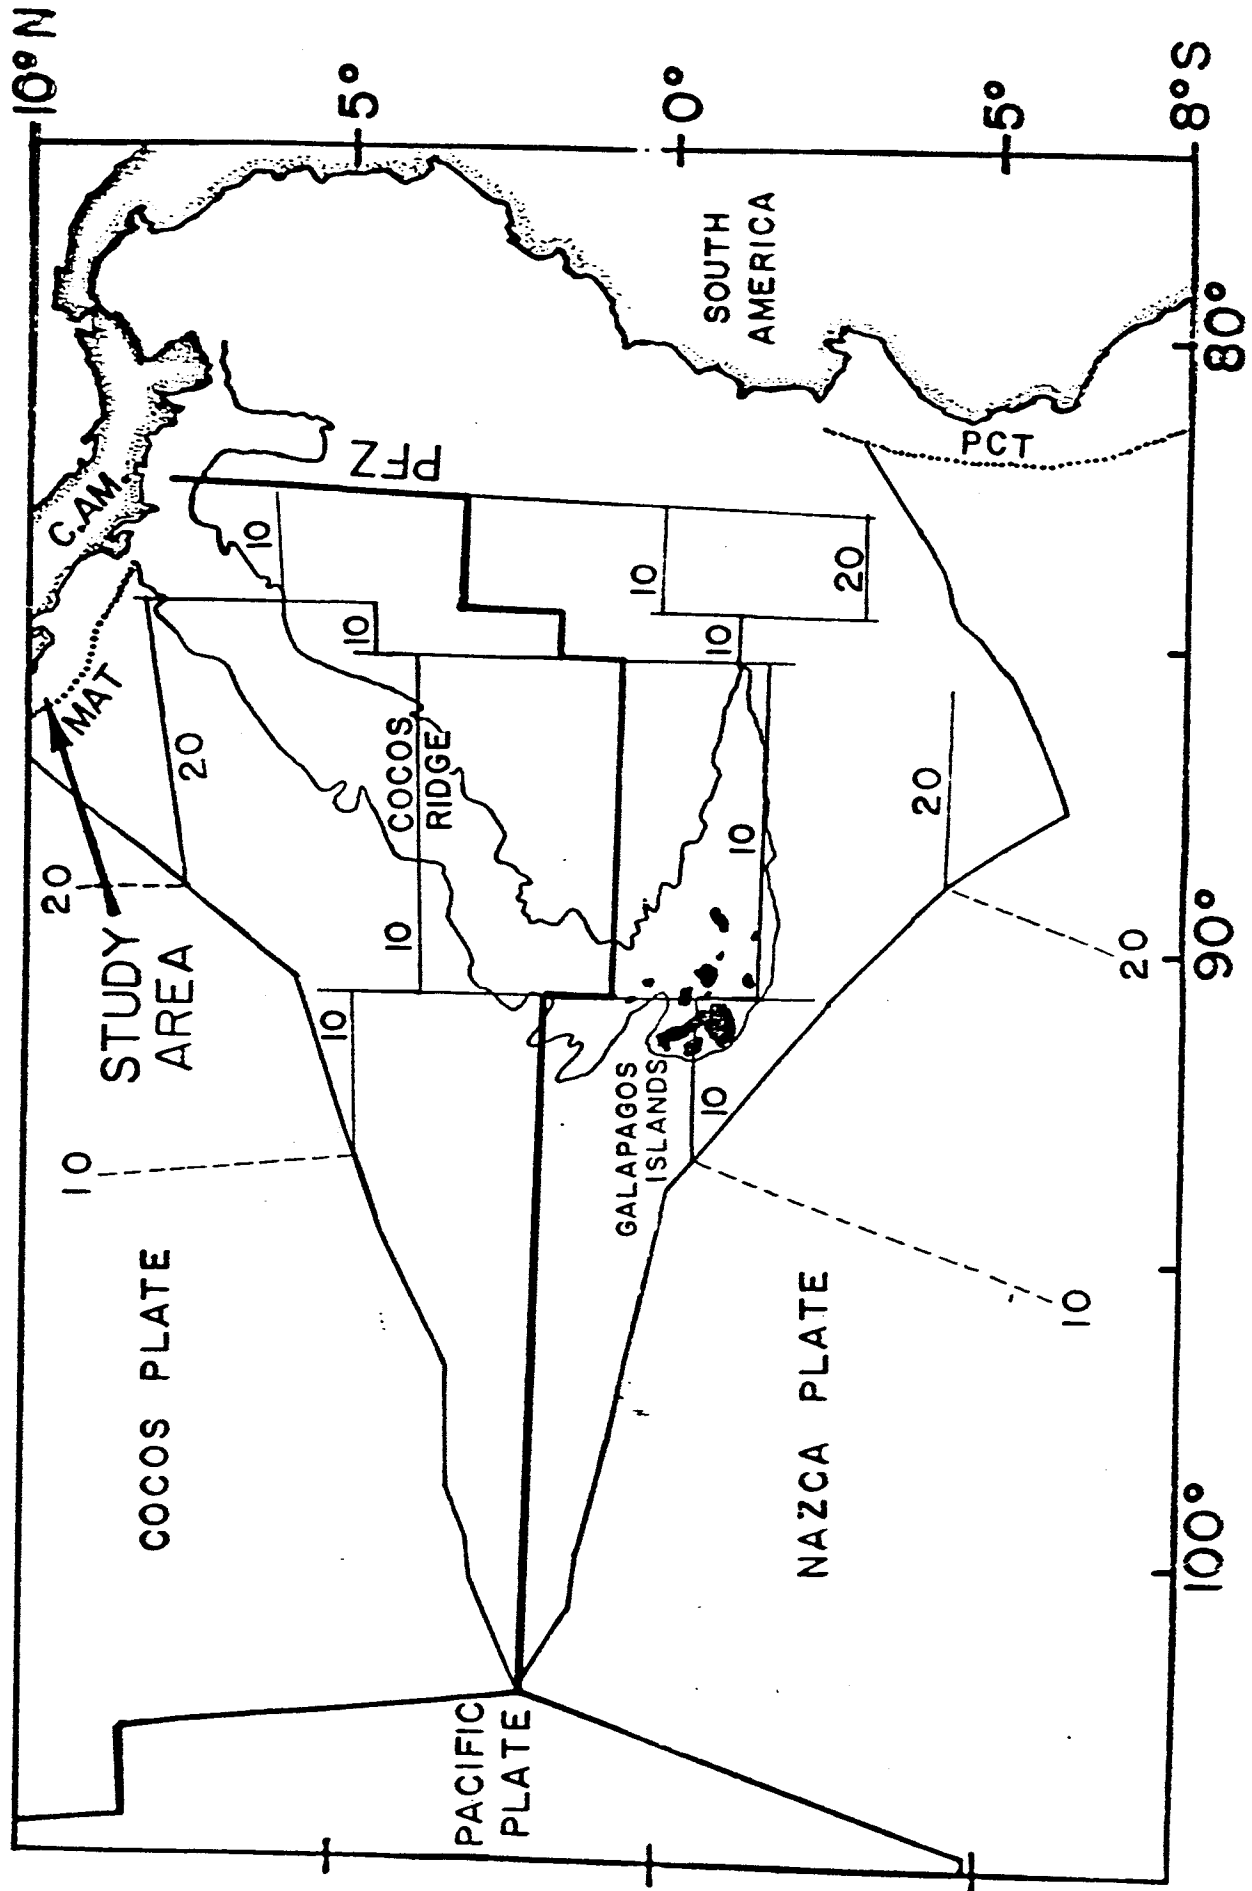 10° N
5°
0°
5°
8° S
80°
90°
100°
C. AM.
MAT
STUDY
AREA
20
20
10
10
10
10
10
PFZ
COCOS
RIDGE
10
10
10
20
20
20
10
10
PCT
SOUTH
AMERICA
GALAPAGOS
ISLANDS
COCOS PLATE
NAZCA PLATE
PACIFIC
PLATE